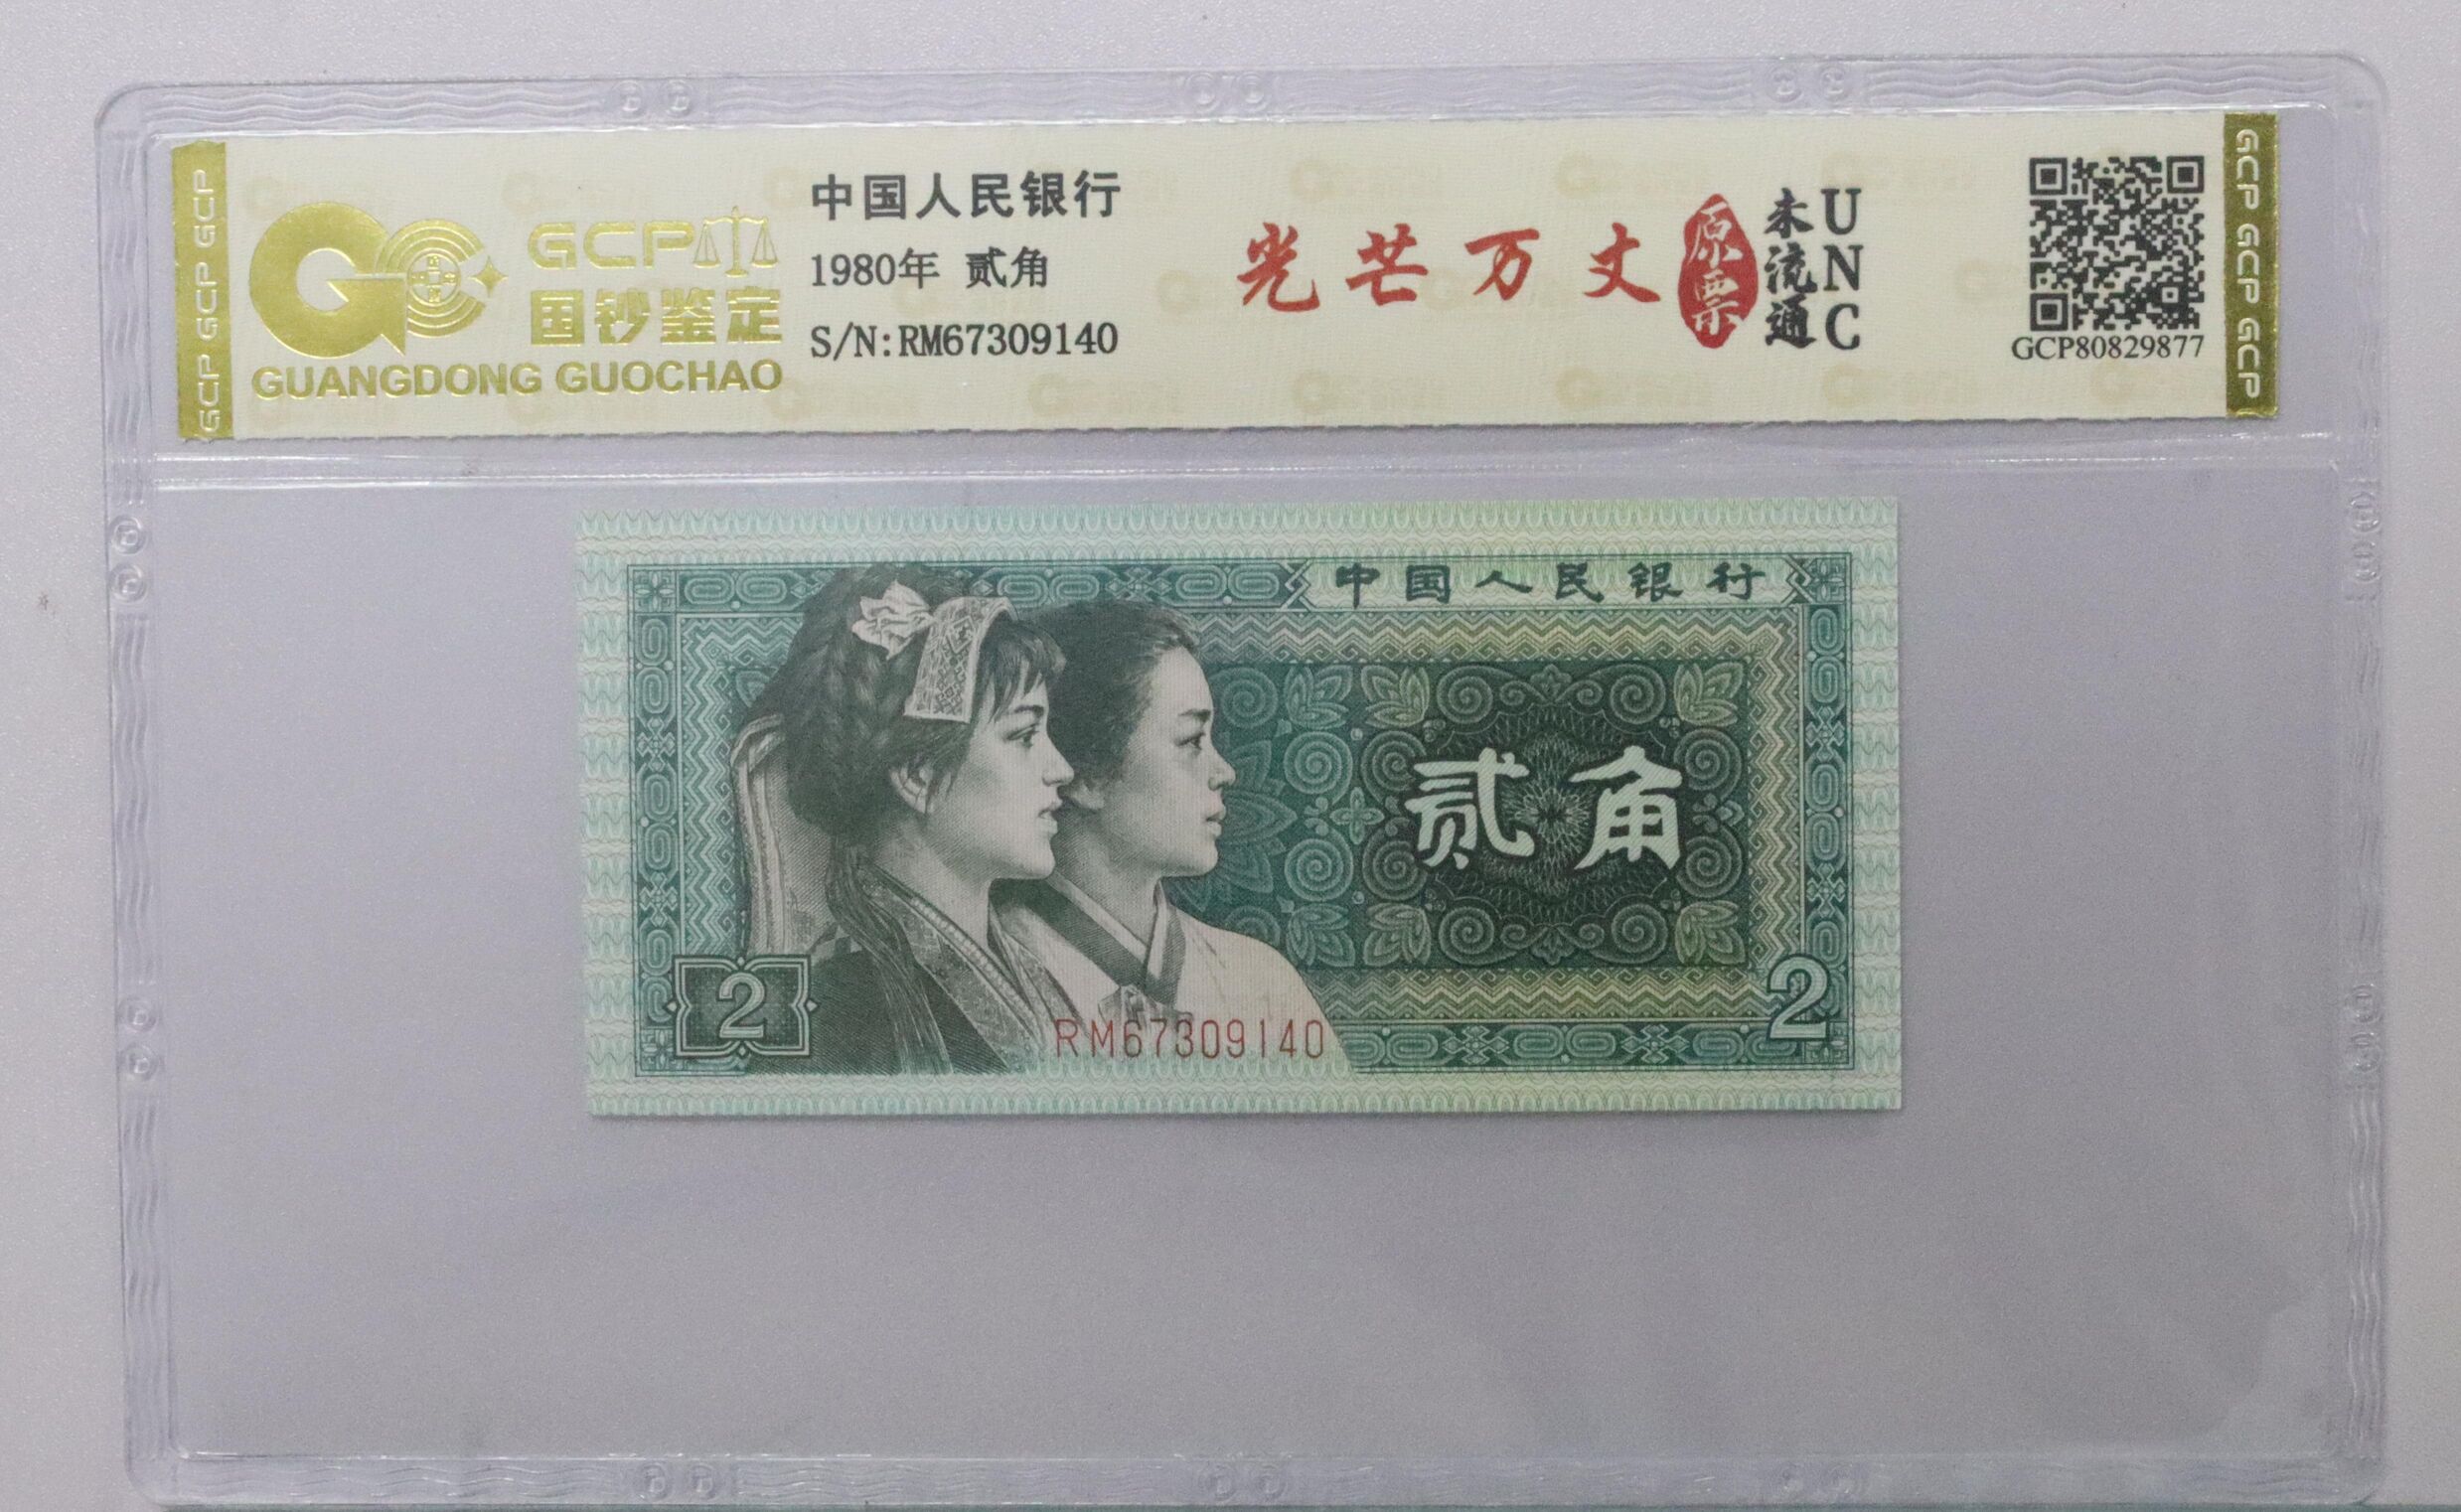 GCP GCP GCP
GCP
国钞鉴定
GUANGDONG GUOCHAO
中国人民银行
1980年 贰角
S/N:RM67309140
光芒万丈
原票
未流通
UNC
GCP80829877
GCP GCP GCP
中国人民银行
贰角
2
2
RM67309140